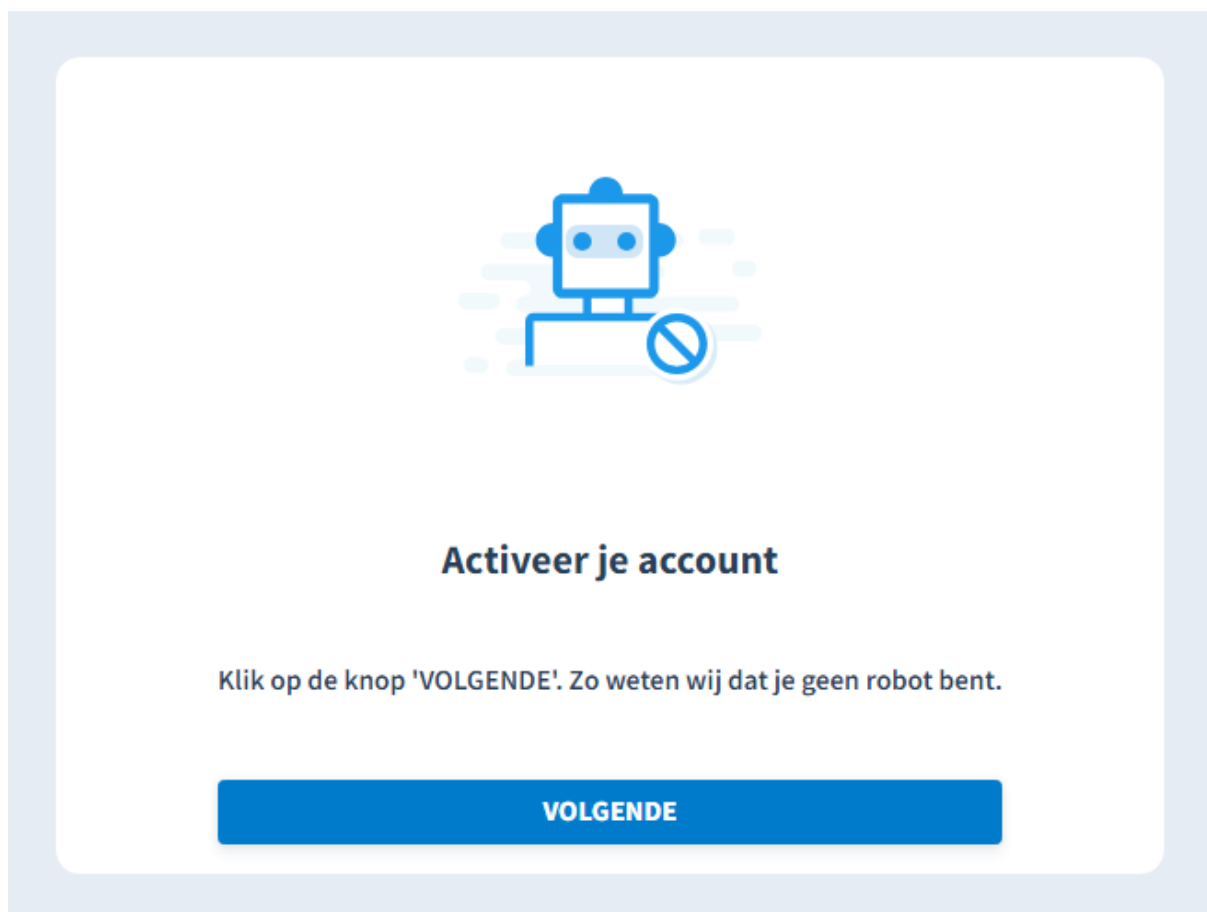 Activeer je account
Klik op de knop 'VOLGENDE'. Zo weten wij dat je geen robot bent.
VOLGENDE